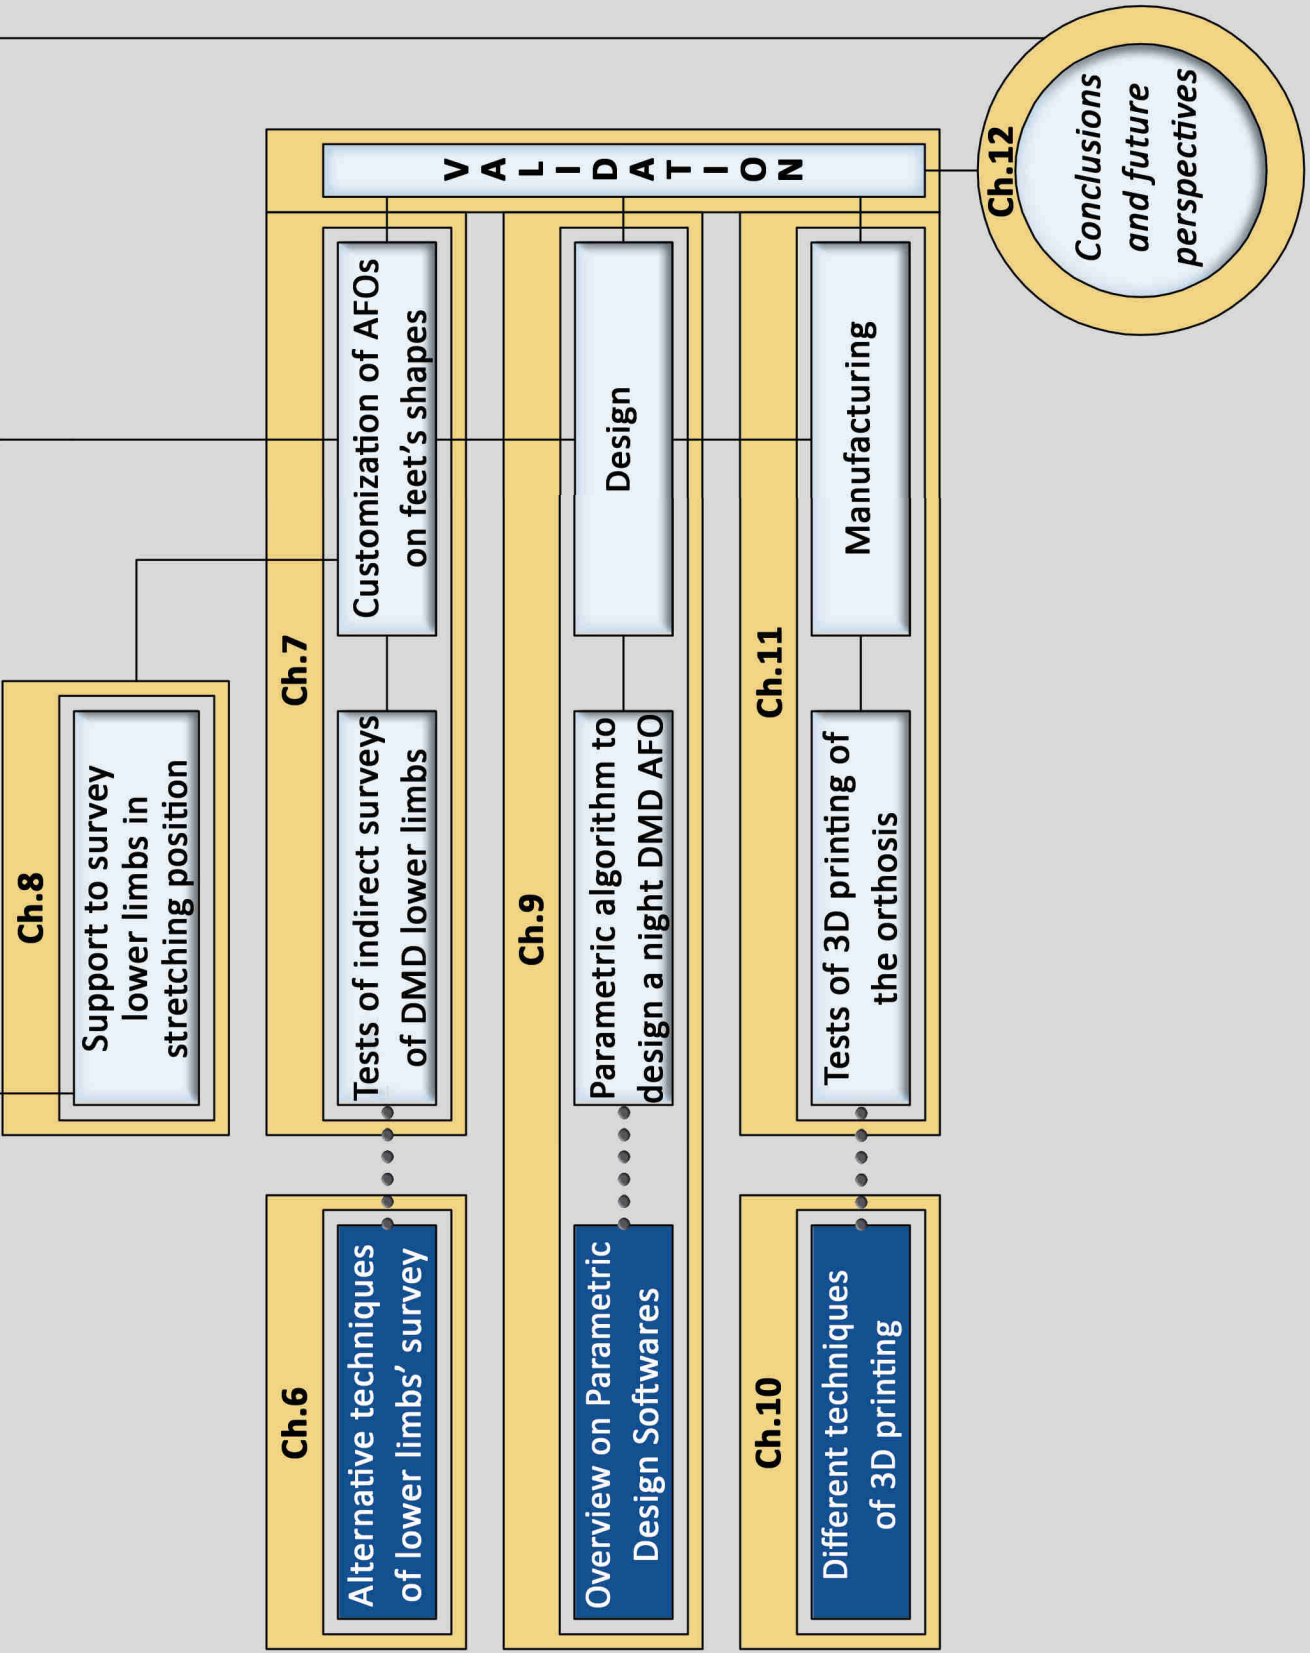 Ch.8
Support to survey
lower limbs in
stretching position
Ch.6
Alternative techniques
of lower limbs’ survey
Ch.7
Tests of indirect surveys
of DMD lower limbs
Customization of AFOs
on feet’s shapes
Ch.9
Overview on Parametric
Design Softwares
Parametric algorithm to
design a night DMD AFO
Design
Ch.10
Different techniques
of 3D printing
Ch.11
Tests of 3D printing of
the orthosis
Manufacturing
VALIDATION
Ch.12
Conclusions
and future
perspectives